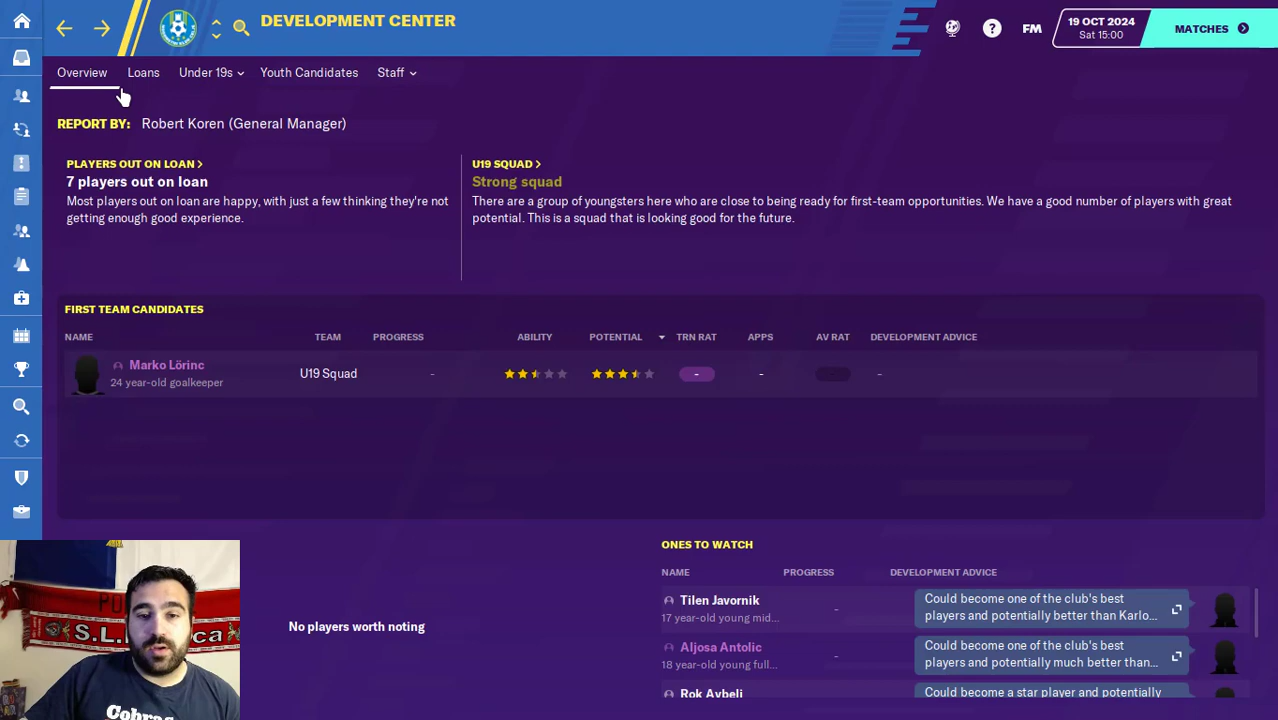 DEVELOPMENT CENTER
FM
19 OCT 2024
Sat 15:00
MATCHES
Overview
Loans
Under 19s
Youth Candidates
Staff
REPORT BY: Robert Koren (General Manager)
PLAYERS OUT ON LOAN >
7 players out on loan
Most players out on loan are happy, with just a few thinking they're not
getting enough good experience.
U19 SQUAD >
Strong squad
There are a group of youngsters here who are close to being ready for first-team opportunities. We have a good number of players with great
potential. This is a squad that is looking good for the future.
FIRST TEAM CANDIDATES
NAME TEAM PROGRESS ABILITY POTENTIAL TRN RAT APPS AV RAT DEVELOPMENT ADVICE
Marko Lörinc
24 year-old goalkeeper
U19 Squad - - - -
No players worth noting
ONES TO WATCH
NAME PROGRESS DEVELOPMENT ADVICE
Tilen Javornik
17 year-old young mid...
-
Could become one of the club's best
players and potentially better than Karlo...
Aljosa Antolic
18 year-old young full...
-
Could become one of the club's best
players and potentially much better than...
Rok Avbelj
Could become a star player and potentially
S.L.
Cobras